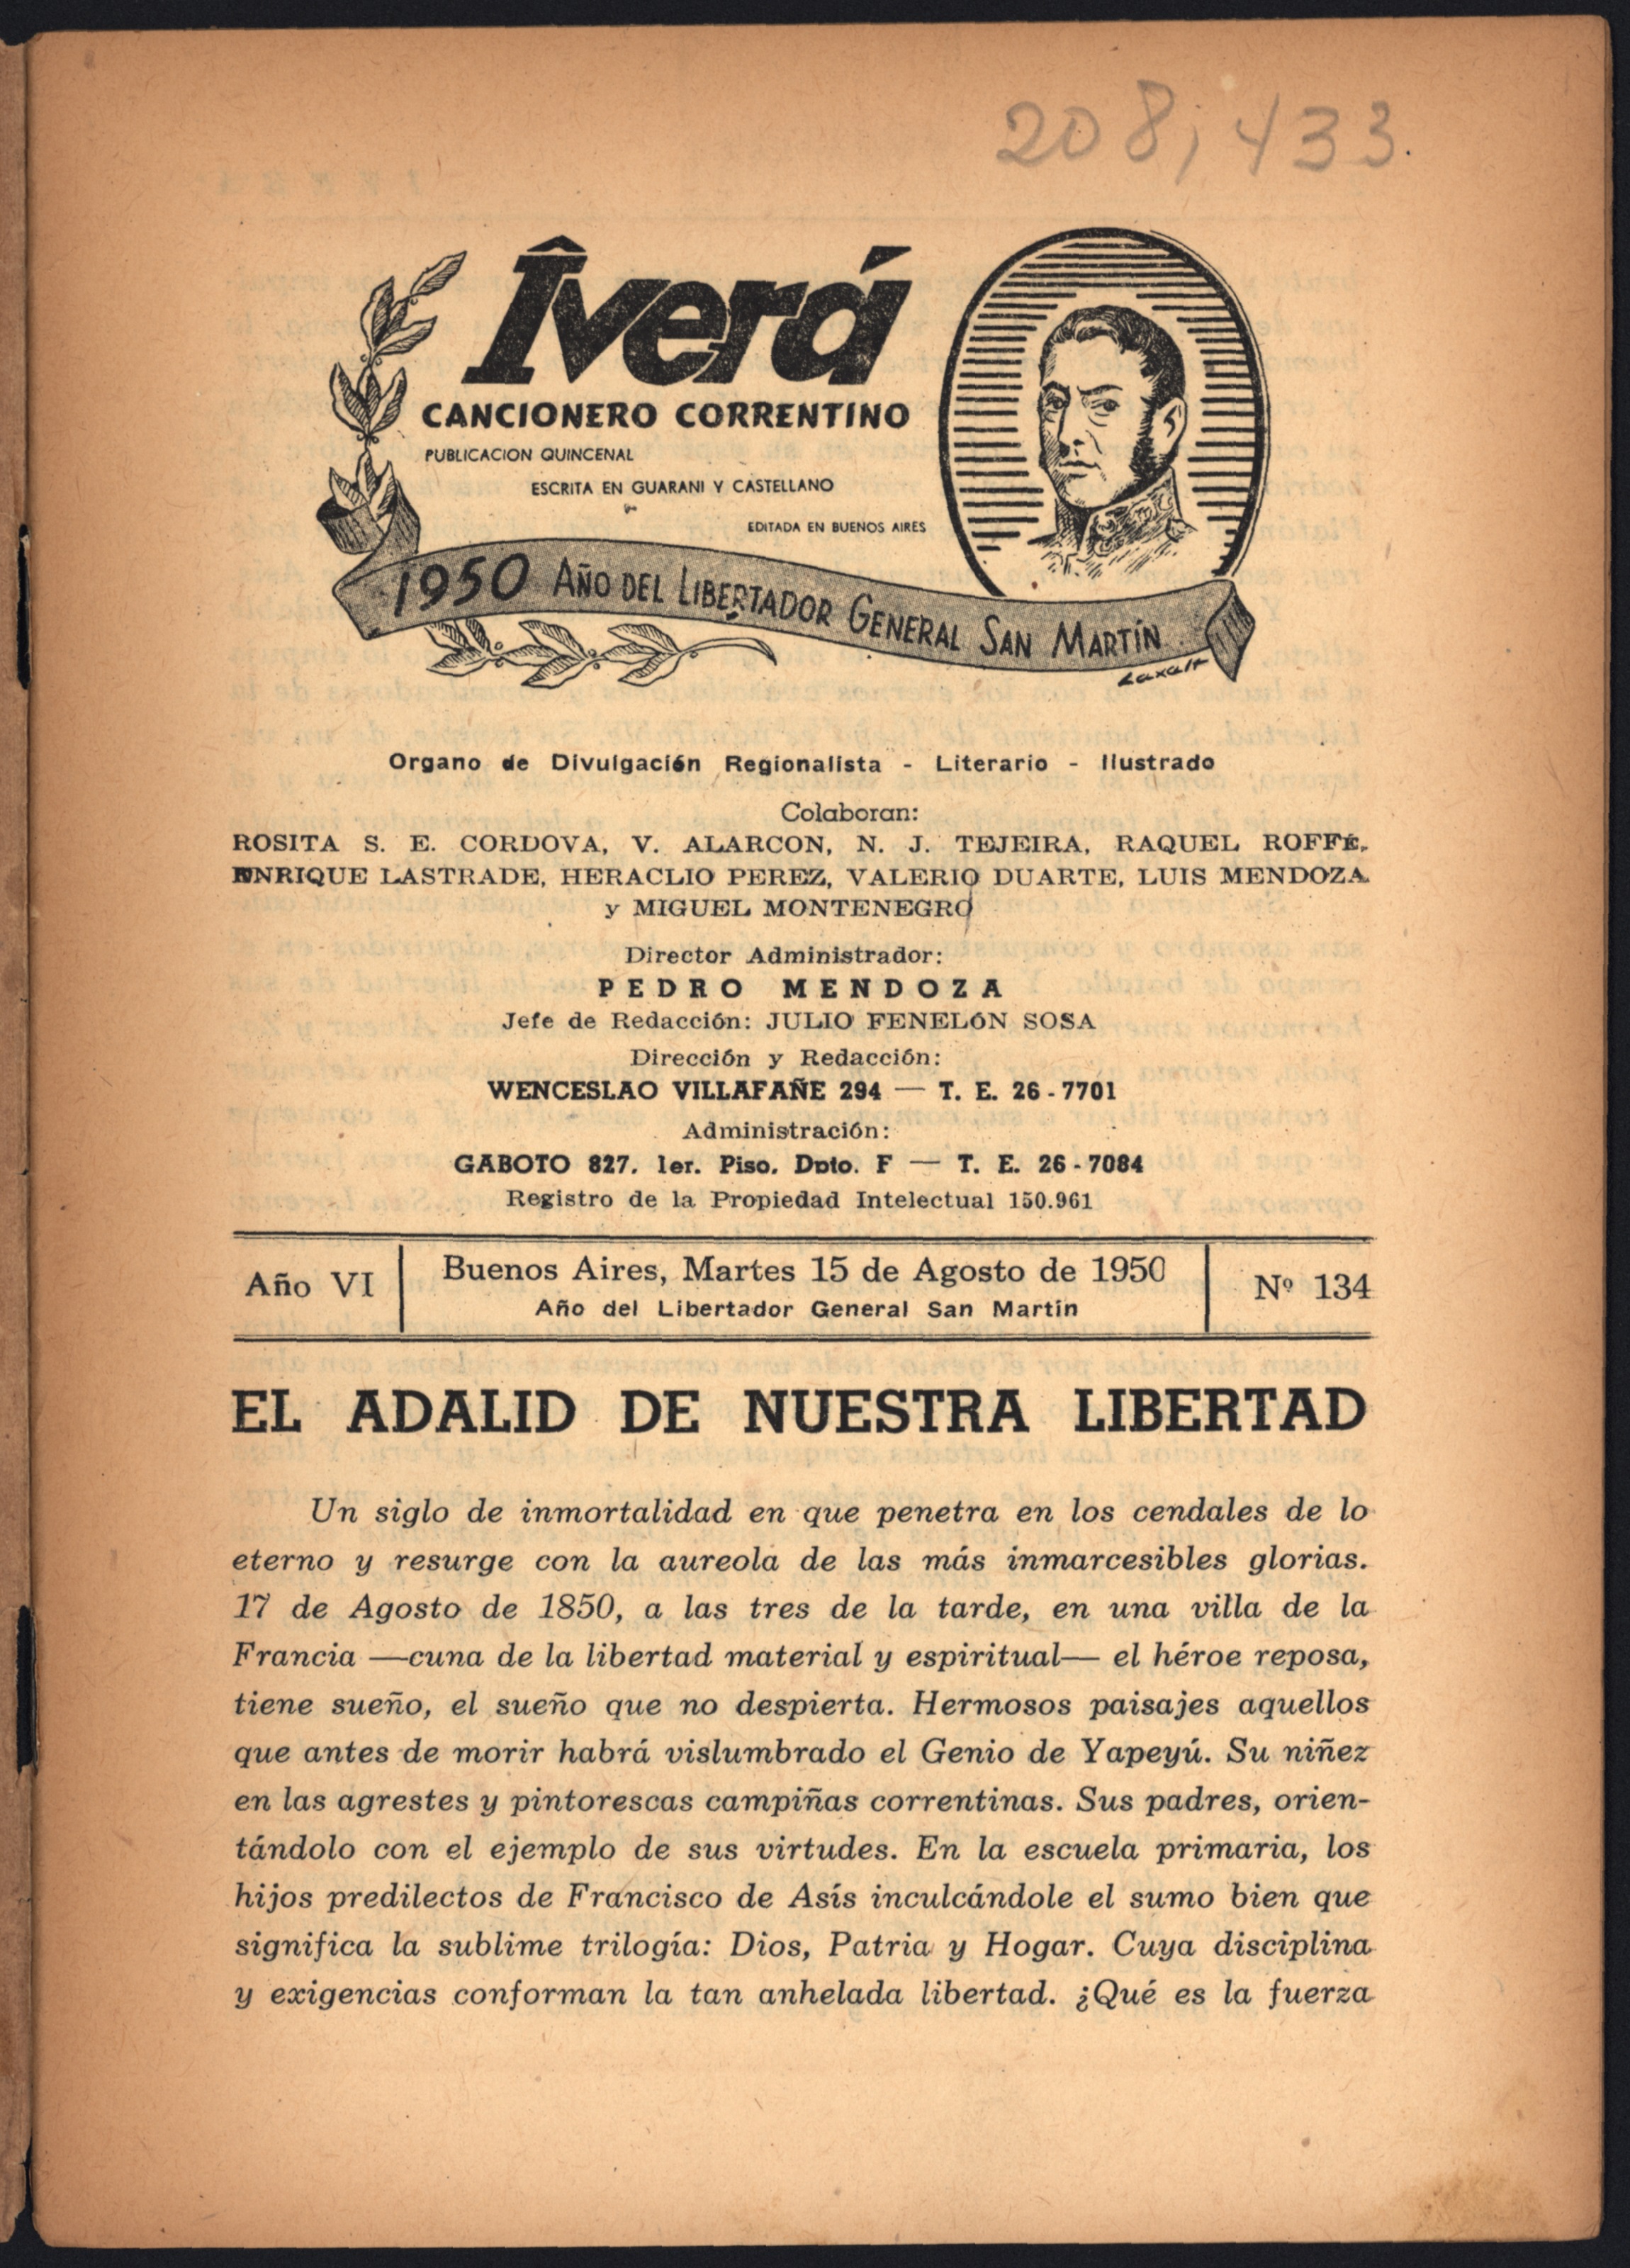 208,433.
Îverá
CANCIONERO CORRENTINO
PUBLICACION QUINCENAL
ESCRITA EN GUARANI Y CASTELLANO
EDITADA EN BUENOS AIRES
1950 AÑO DEL LIBERTADOR GENERAL SAN MARTÍN
Organo de Divulgación Regionalista - Literario - Ilustrado
Colaboran:
ROSITA S. E. CORDOVA, V. ALARCON, N. J. TEJEIRA, RAQUEL ROFFÉ,
ENRIQUE LASTRADE, HERACLIO PEREZ, VALERIO DUARTE, LUIS MENDOZA
y MIGUEL MONTENEGRO
Director Administrador:
PEDRO MENDOZA
Jefe de Redacción: JULIO FENELÓN SOSA
Dirección y Redacción:
WENCESLAO VILLAFAÑE 294 — T. E. 26-7701
Administración:
GABOTO 827. 1er. Piso. Dpto. F — T. E. 26-7084
Registro de la Propiedad Intelectual 150.961
Año VI
Buenos Aires, Martes 15 de Agosto de 1950
Año del Libertador General San Martin
Nº 134
EL ADALID DE NUESTRA LIBERTAD
Un siglo de inmortalidad en que penetra en los cendales de lo
eterno y resurge con la aureola de las más inmarcesibles glorias.
17 de Agosto de 1850, a las tres de la tarde, en una villa de la
Francia —cuna de la libertad material y espiritual— el héroe reposa,
tiene sueño, el sueño que no despierta. Hermosos paisajes aquellos
que antes de morir habrá vislumbrado el Genio de Yapeyú. Su niñez
en las agrestes y pintorescas campiñas correntinas. Sus padres, orien-
tándolo con el ejemplo de sus virtudes. En la escuela primaria, los
hijos predilectos de Francisco de Asís inculcándole el sumo bien que
significa la sublime trilogía: Dios, Patria y Hogar. Cuya disciplina
y exigencias conforman la tan anhelada libertad. ¿Qué es la fuerza